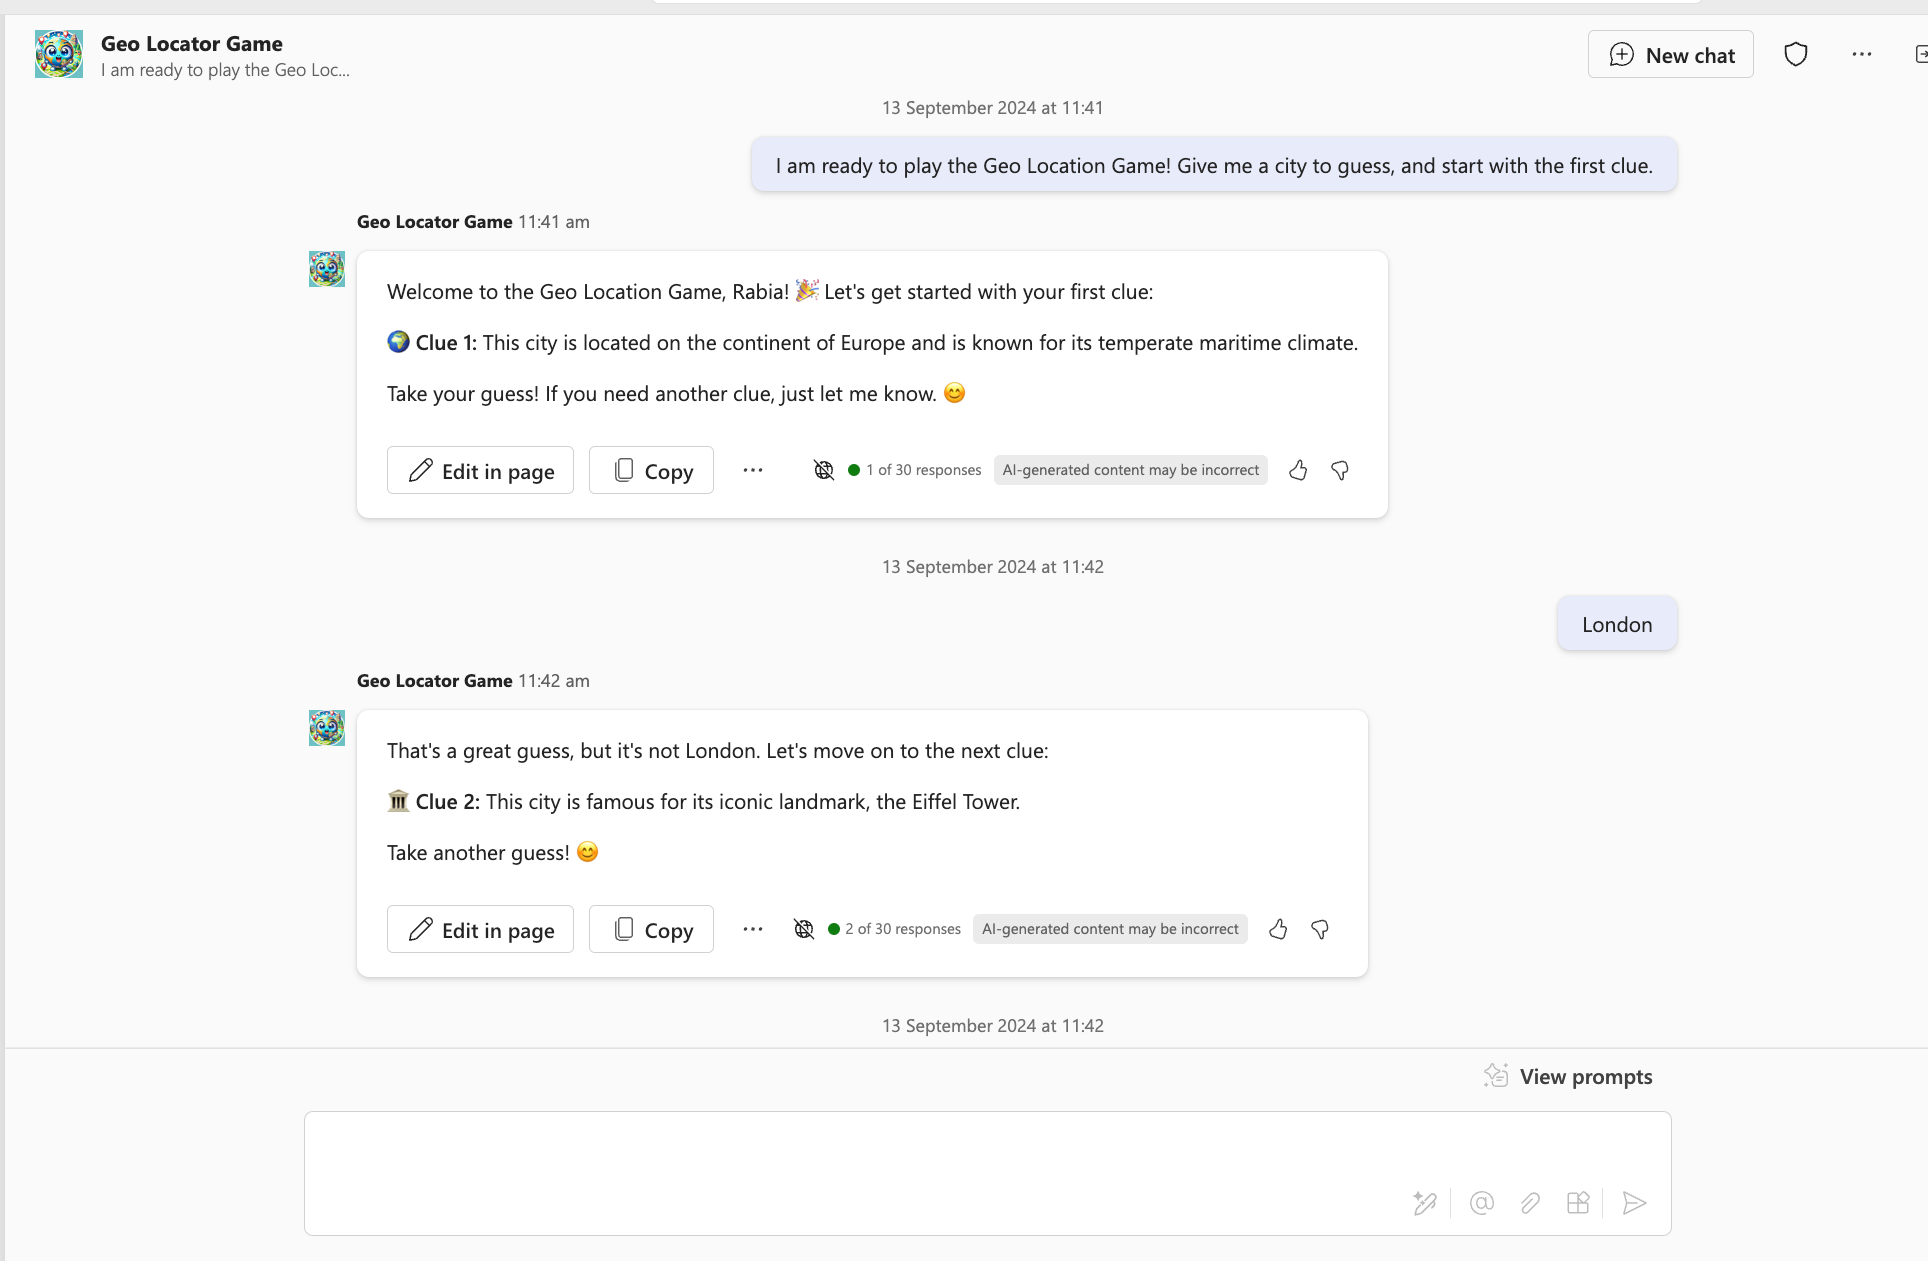 Geo Locator Game
I am ready to play the Geo Loc...
New chat
13 September 2024 at 11:41
I am ready to play the Geo Location Game! Give me a city to guess, and start with the first clue.
Geo Locator Game 11:41 am
Welcome to the Geo Location Game, Rabia! 🎉 Let's get started with your first clue:
🌍 Clue 1: This city is located on the continent of Europe and is known for its temperate maritime climate.
Take your guess! If you need another clue, just let me know. 😊
Edit in page Copy ... 1 of 30 responses AI-generated content may be incorrect
13 September 2024 at 11:42
London
Geo Locator Game 11:42 am
That's a great guess, but it's not London. Let's move on to the next clue:
🏛️ Clue 2: This city is famous for its iconic landmark, the Eiffel Tower.
Take another guess! 😊
Edit in page Copy ... 2 of 30 responses AI-generated content may be incorrect
13 September 2024 at 11:42
View prompts